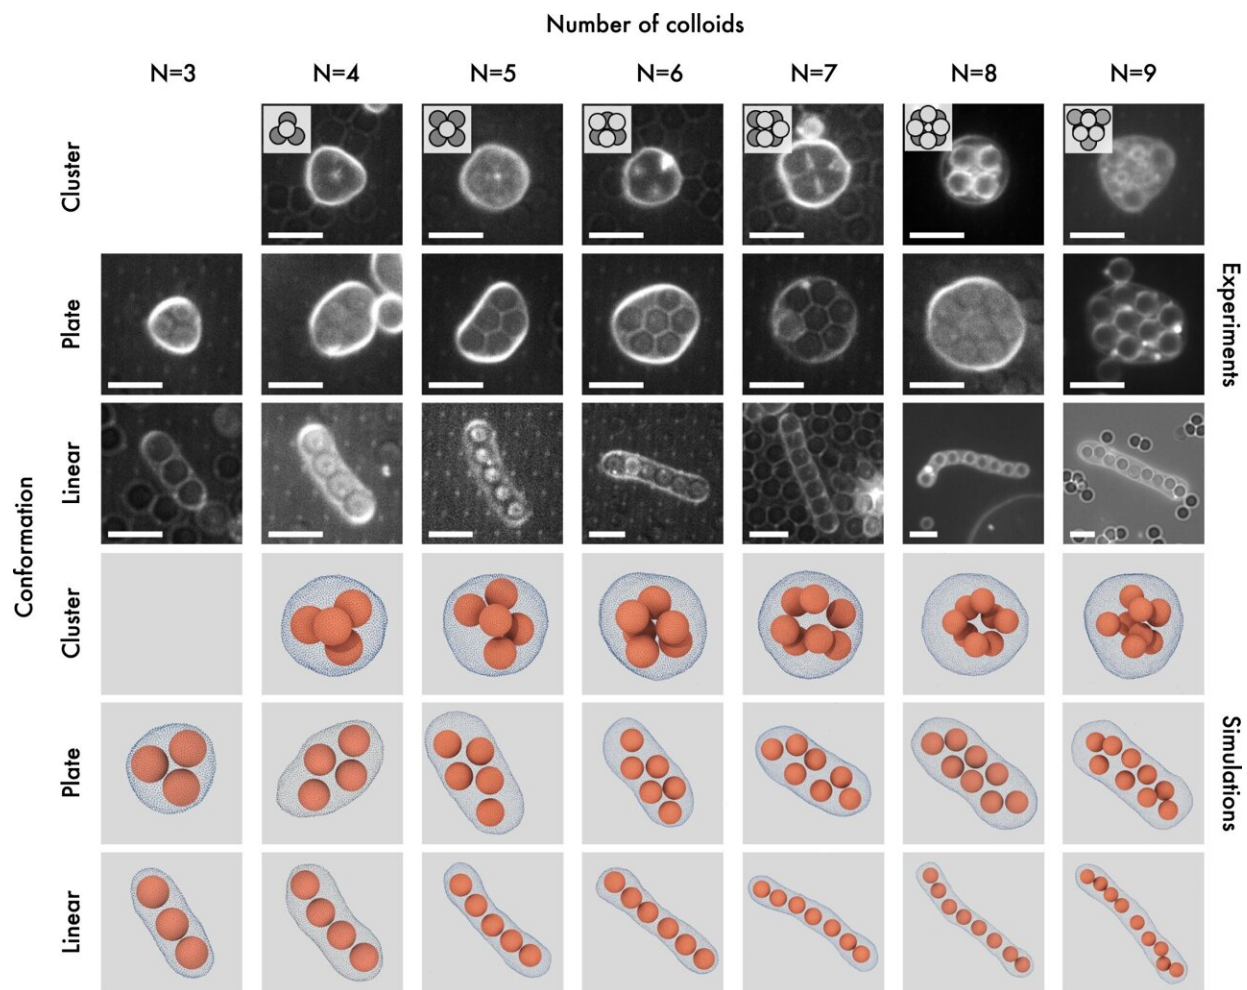 Number of colloids
N=3 N=4 N=5 N=6 N=7 N=8 N=9
Cluster
Plate
Linear
Experiments
Conformation
Cluster
Plate
Linear
Simulations